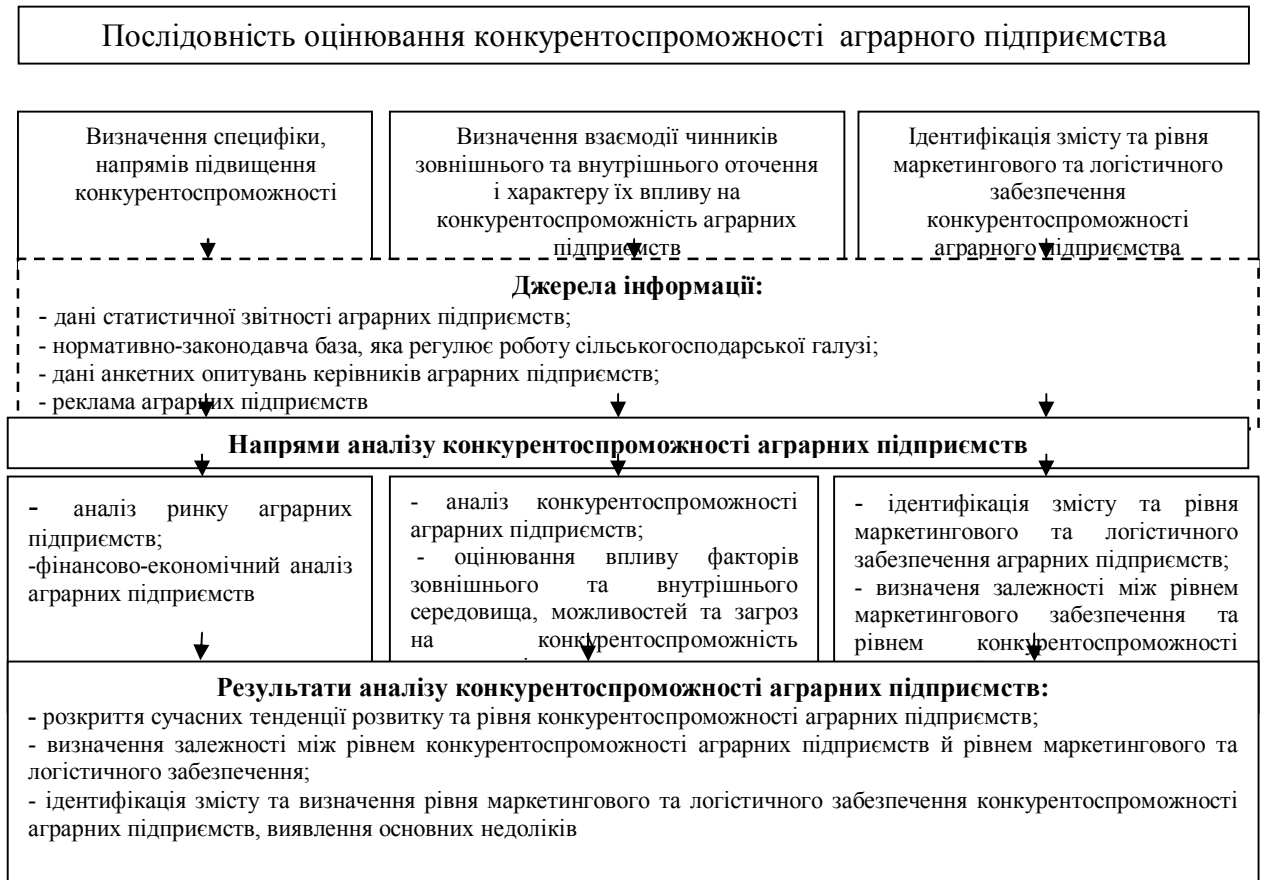 Послідовність оцінювання конкурентоспроможності аграрного підприємства
Визначення специфіки,
напрямів підвищення
конкурентоспроможності
Визначення взаємодії чинників
зовнішнього та внутрішнього оточення
і характеру їх впливу на
конкурентоспроможність аграрних
підприємств
Ідентифікація змісту та рівня
маркетингового та логістичного
забезпечення
конкурентоспроможності
аграрного підприємства
Джерела інформації:
- дані статистичної звітності аграрних підприємств;
- нормативно-законодавча база, яка регулює роботу сільськогосподарської галузі;
- дані анкетних опитувань керівників аграрних підприємств;
- реклама аграрних підприємств
Напрями аналізу конкурентоспроможності аграрних підприємств
- аналіз ринку аграрних
підприємств;
-фінансово-економічний аналіз
аграрних підприємств
- аналіз конкурентоспроможності
аграрних підприємств;
- оцінювання впливу факторів
зовнішнього та внутрішнього
середовища, можливостей та загроз
на конкурентоспроможність
- ідентифікація змісту та рівня
маркетингового та логістичного
забезпечення аграрних підприємств;
- визначеня залежності між рівнем
маркетингового забезпечення та
рівнем конкурентоспроможності
Результати аналізу конкурентоспроможності аграрних підприємств:
- розкриття сучасних тенденції розвитку та рівня конкурентоспроможності аграрних підприємств;
- визначення залежності між рівнем конкурентоспроможності аграрних підприємств й рівнем маркетингового та
логістичного забезпечення;
- ідентифікація змісту та визначення рівня маркетингового та логістичного забезпечення конкурентоспроможності
аграрних підприємств, виявлення основних недоліків